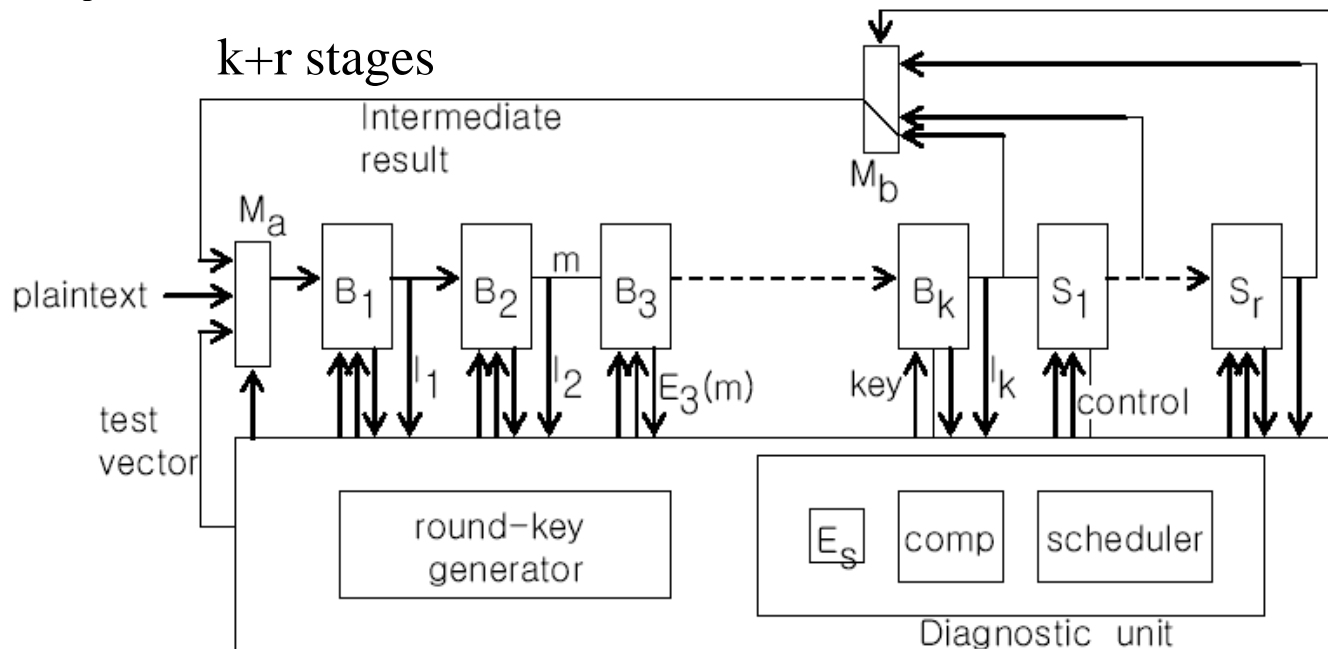 k+r stages
Intermediate
result
M_b
M_a
plaintext
B_1
B_2
m
B_3
B_k
S_1
S_r
I_1
I_2
E_3(m)
key
I_k
control
test
vector
round-key
generator
E_s
comp
scheduler
Diagnostic unit